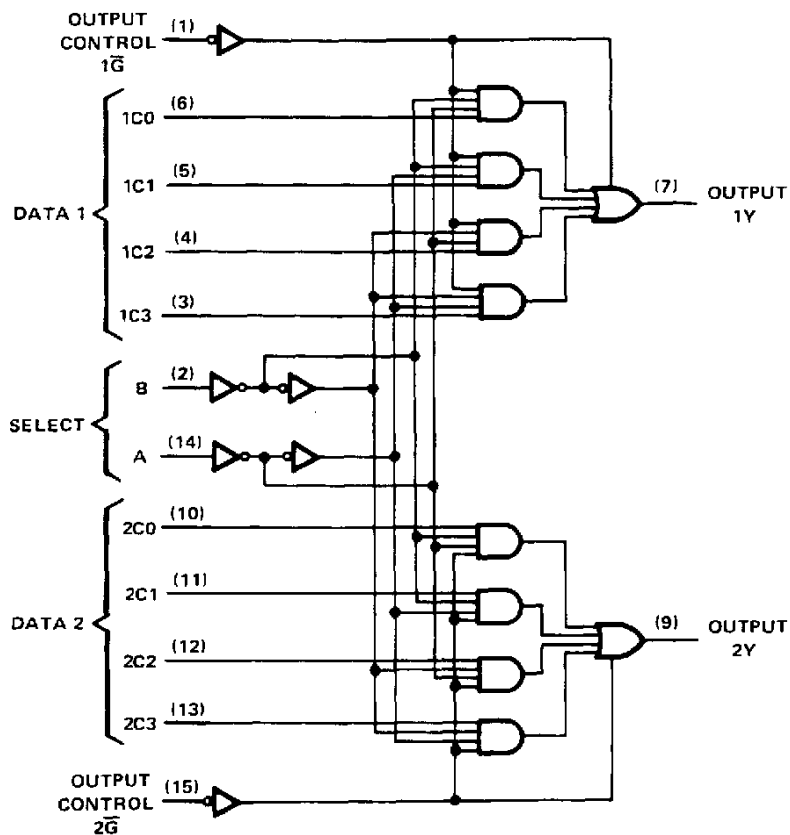 OUTPUT
CONTROL
1G̅
(1)
DATA 1
1C0
(6)
1C1
(5)
1C2
(4)
1C3
(3)
(7)
OUTPUT
1Y
SELECT
B
(2)
A
(14)
DATA 2
2C0
(10)
2C1
(11)
2C2
(12)
2C3
(13)
(9)
OUTPUT
2Y
OUTPUT
CONTROL
2G̅
(15)